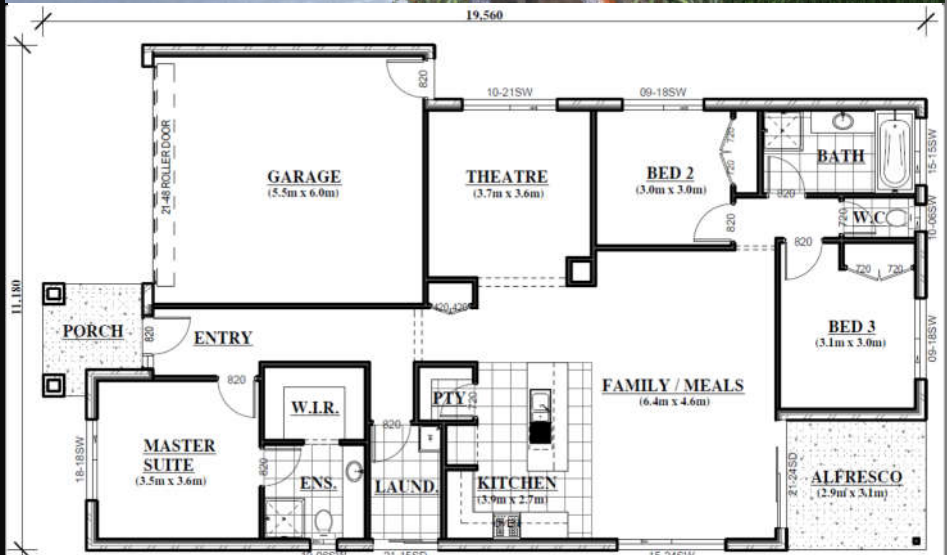 19,560
11,180
820
10-21SW
09-18SW
21-48 ROLLER DOOR
GARAGE
(5.5m x 6.0m)
THEATRE
(3.7m x 3.6m)
BED 2
(3.0m x 3.0m)
720
720
BATH
15-15SW
820
820
720
W.C
10-06SW
820
420
420
PORCH
820
ENTRY
720
720
BED 3
(3.1m x 3.0m)
09-18SW
820
W.I.R.
PTY
720
FAMILY / MEALS
(6.4m x 4.6m)
18-18SW
MASTER
SUITE
(3.5m x 3.6m)
820
820
ENS.
LAUND.
KITCHEN
(3.9m x 2.7m)
21-24SD
ALFRESCO
(2.9m x 3.1m)
21-15SD
15-24SW